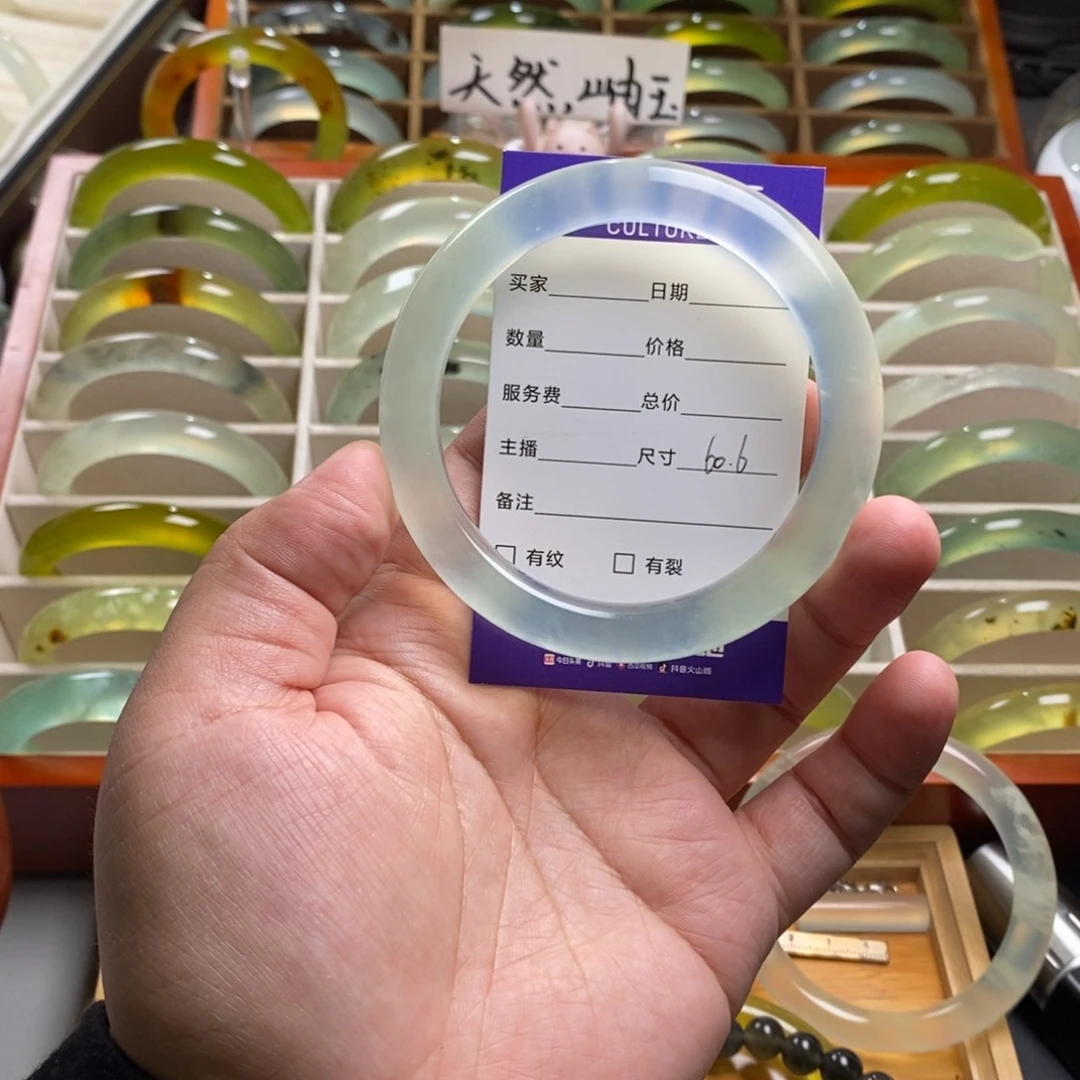 天然岫玉
CULTURE
买家 日期
数量 价格
服务费 总价
主播 尺寸 60.6
备注
有纹 有裂
今日头条 抖音 西瓜视频 抖音火山版